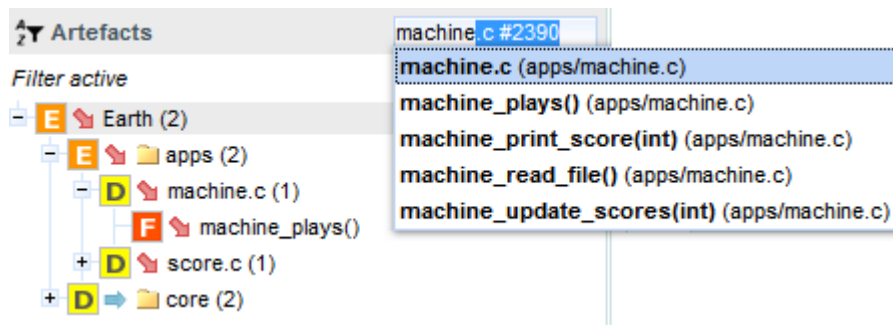 Artefacts
machine.c #2390
Filter active
E Earth (2)
E apps (2)
D machine.c (1)
F machine_plays()
D score.c (1)
D core (2)
machine.c (apps/machine.c)
machine_plays() (apps/machine.c)
machine_print_score(int) (apps/machine.c)
machine_read_file() (apps/machine.c)
machine_update_scores(int) (apps/machine.c)